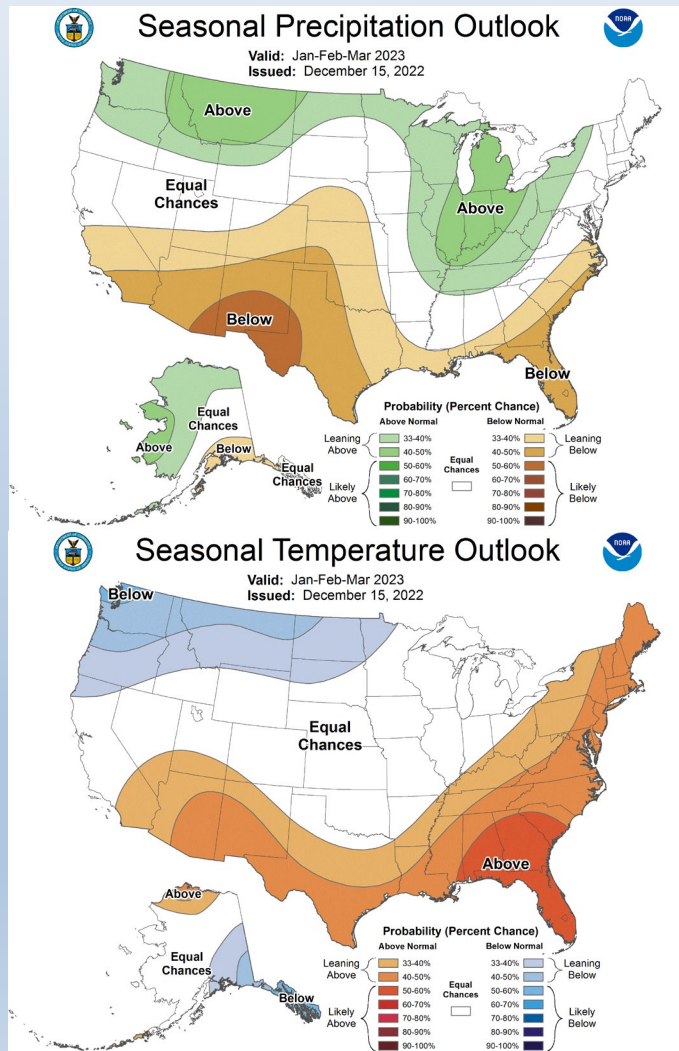 Seasonal Precipitation Outlook
NOAA
Valid: Jan-Feb-Mar 2023
Issued: December 15, 2022
Above
Equal
Chances
Above
Below
Below
Equal
Chances
Above
Below
Equal
Chances
Probability (Percent Chance)
Above Normal
Below Normal
Leaning
Above
33-40%
40-50%
Likely
Above
50-60%
60-70%
70-80%
80-90%
90-100%
Equal
Chances
33-40%
40-50%
Leaning
Below
50-60%
60-70%
70-80%
80-90%
90-100%
Likely
Below
Seasonal Temperature Outlook
NOAA
Valid: Jan-Feb-Mar 2023
Issued: December 15, 2022
Below
Equal
Chances
Above
Above
Equal
Chances
Below
Probability (Percent Chance)
Above Normal
Below Normal
Leaning
Above
33-40%
40-50%
Likely
Above
50-60%
60-70%
70-80%
80-90%
90-100%
Equal
Chances
33-40%
40-50%
Leaning
Below
50-60%
60-70%
70-80%
80-90%
90-100%
Likely
Below